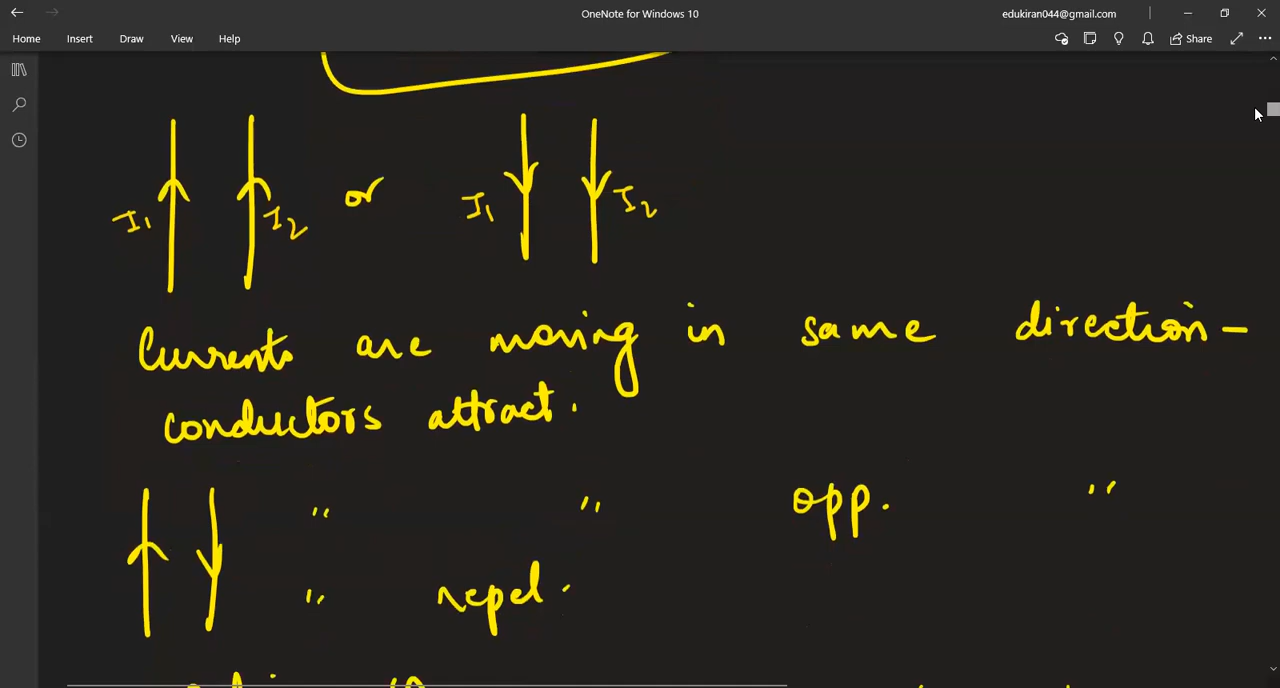 OneNote for Windows 10
edukiran044@gmail.com
Home Insert Draw View Help
Share
I1 I2 or I1 I2
Currents are moving in same direction -
conductors attract.
" " opp. "
" repel.